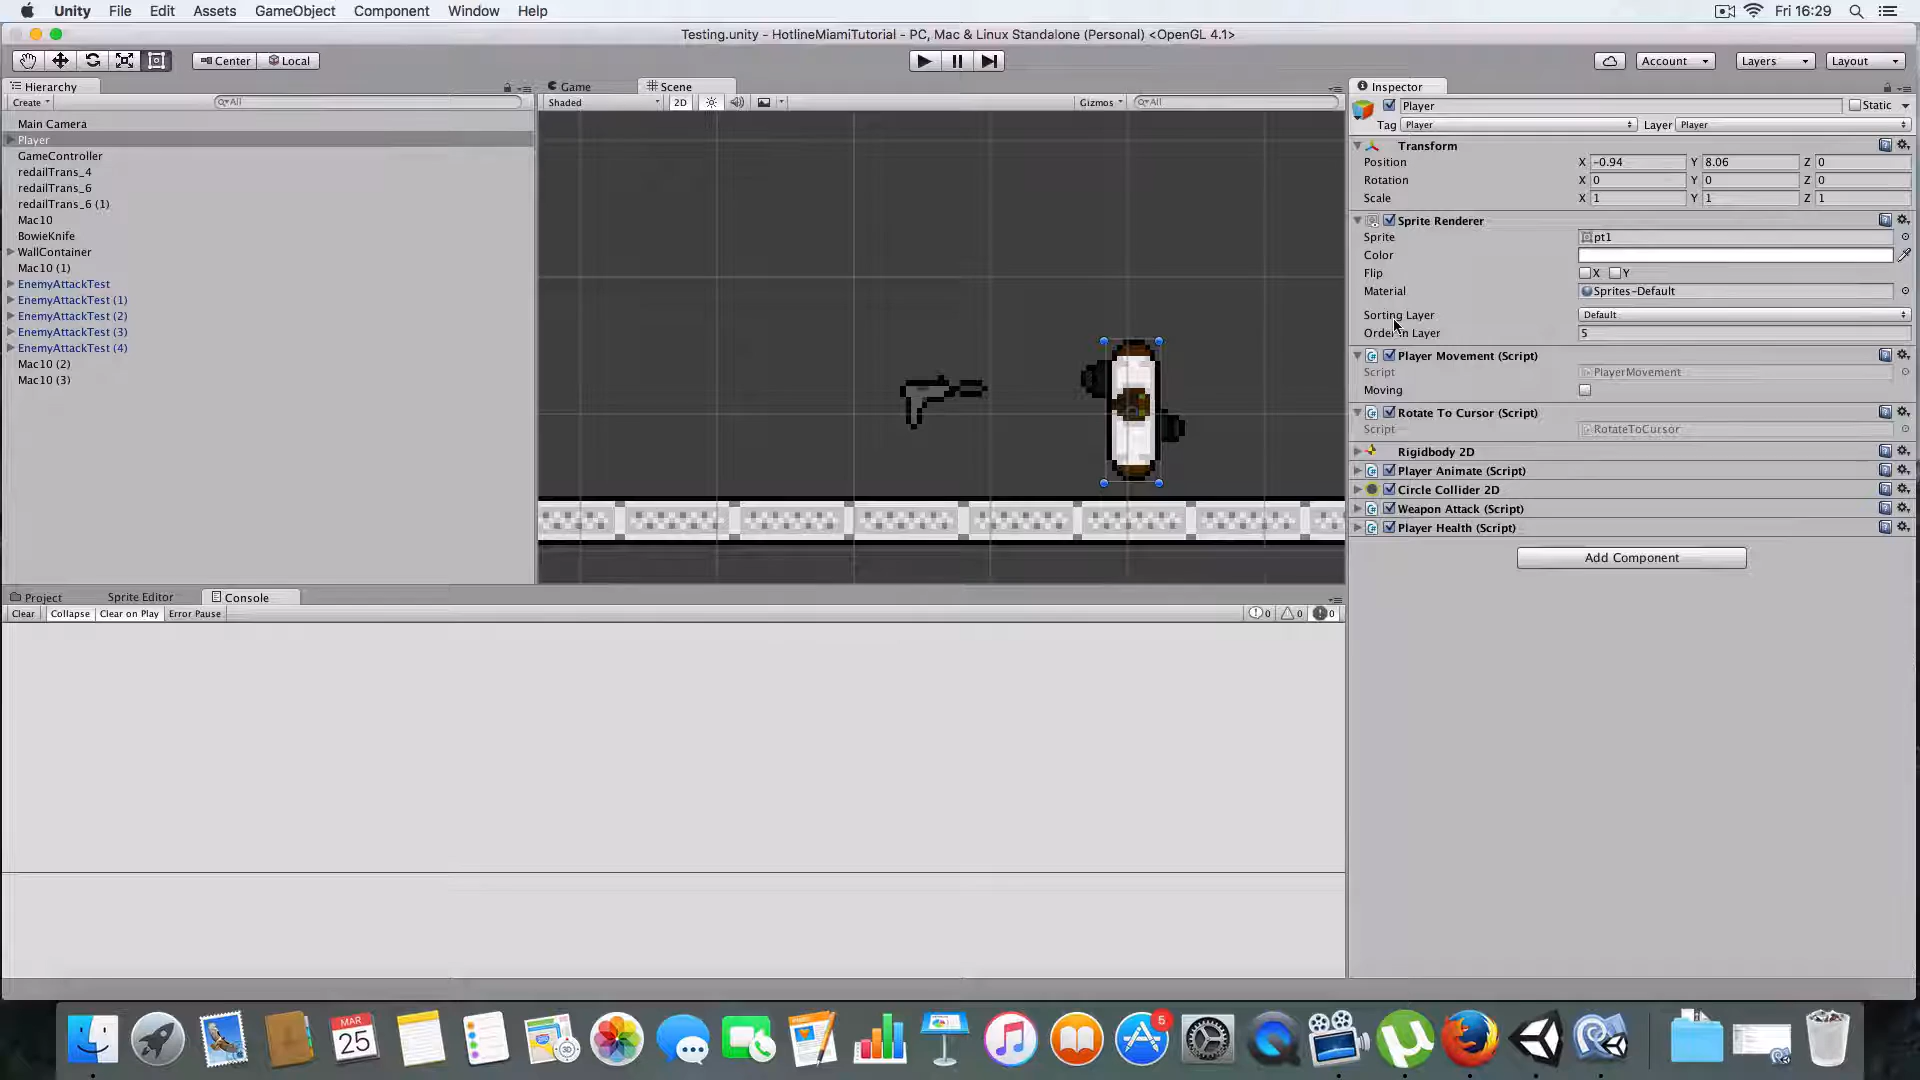 Unity File Edit Assets GameObject Component Window Help Fri 16:29
Testing.unity - HotlineMiamiTutorial - PC, Mac & Linux Standalone (Personal) <OpenGL 4.1>
Center Local Account Layers Layout
Hierarchy
Create All
Main Camera
Player
GameController
redailTrans_4
redailTrans_6
redailTrans_6 (1)
Mac10
BowieKnife
WallContainer
Mac10 (1)
EnemyAttackTest
EnemyAttackTest (1)
EnemyAttackTest (2)
EnemyAttackTest (3)
EnemyAttackTest (4)
Mac10 (2)
Mac10 (3)
Game Scene
Shaded 2D Gizmos All
Inspector
Player Static
Tag Player Layer Player
Transform
Position X -0.94 Y 8.06 Z 0
Rotation X 0 Y 0 Z 0
Scale X 1 Y 1 Z 1
Sprite Renderer
Sprite pt1
Color
Flip X Y
Material Sprites-Default
Sorting Layer Default
Order in Layer 5
Player Movement (Script)
Script PlayerMovement
Moving
Rotate To Cursor (Script)
Script RotateToCursor
Rigidbody 2D
Player Animate (Script)
Circle Collider 2D
Weapon Attack (Script)
Player Health (Script)
Add Component
Project Sprite Editor Console
Clear Collapse Clear on Play Error Pause 0 0 0
MAR
25
5